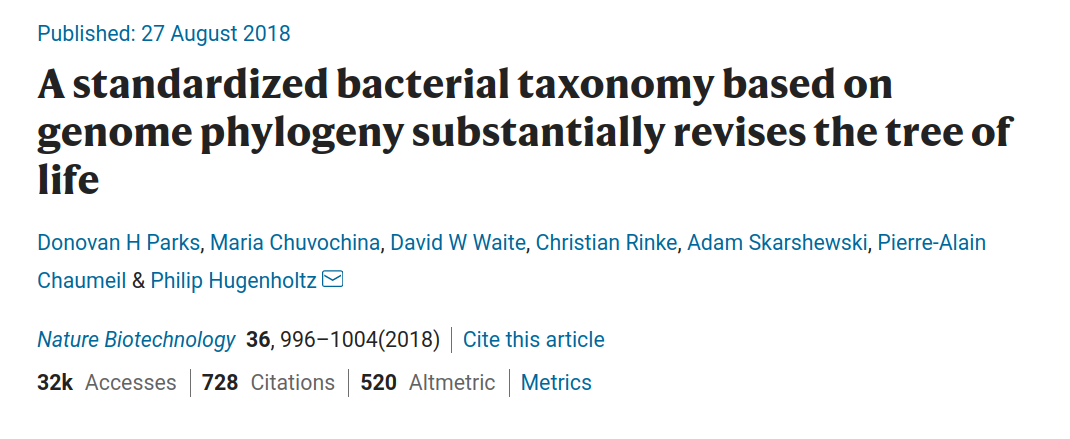 Published: 27 August 2018
A standardized bacterial taxonomy based on
genome phylogeny substantially revises the tree of
life
Donovan H Parks, Maria Chuvochina, David W Waite, Christian Rinke, Adam Skarshewski, Pierre-Alain
Chaumeil & Philip Hugenholtz
Nature Biotechnology 36, 996–1004(2018) Cite this article
32k Accesses 728 Citations 520 Altmetric Metrics